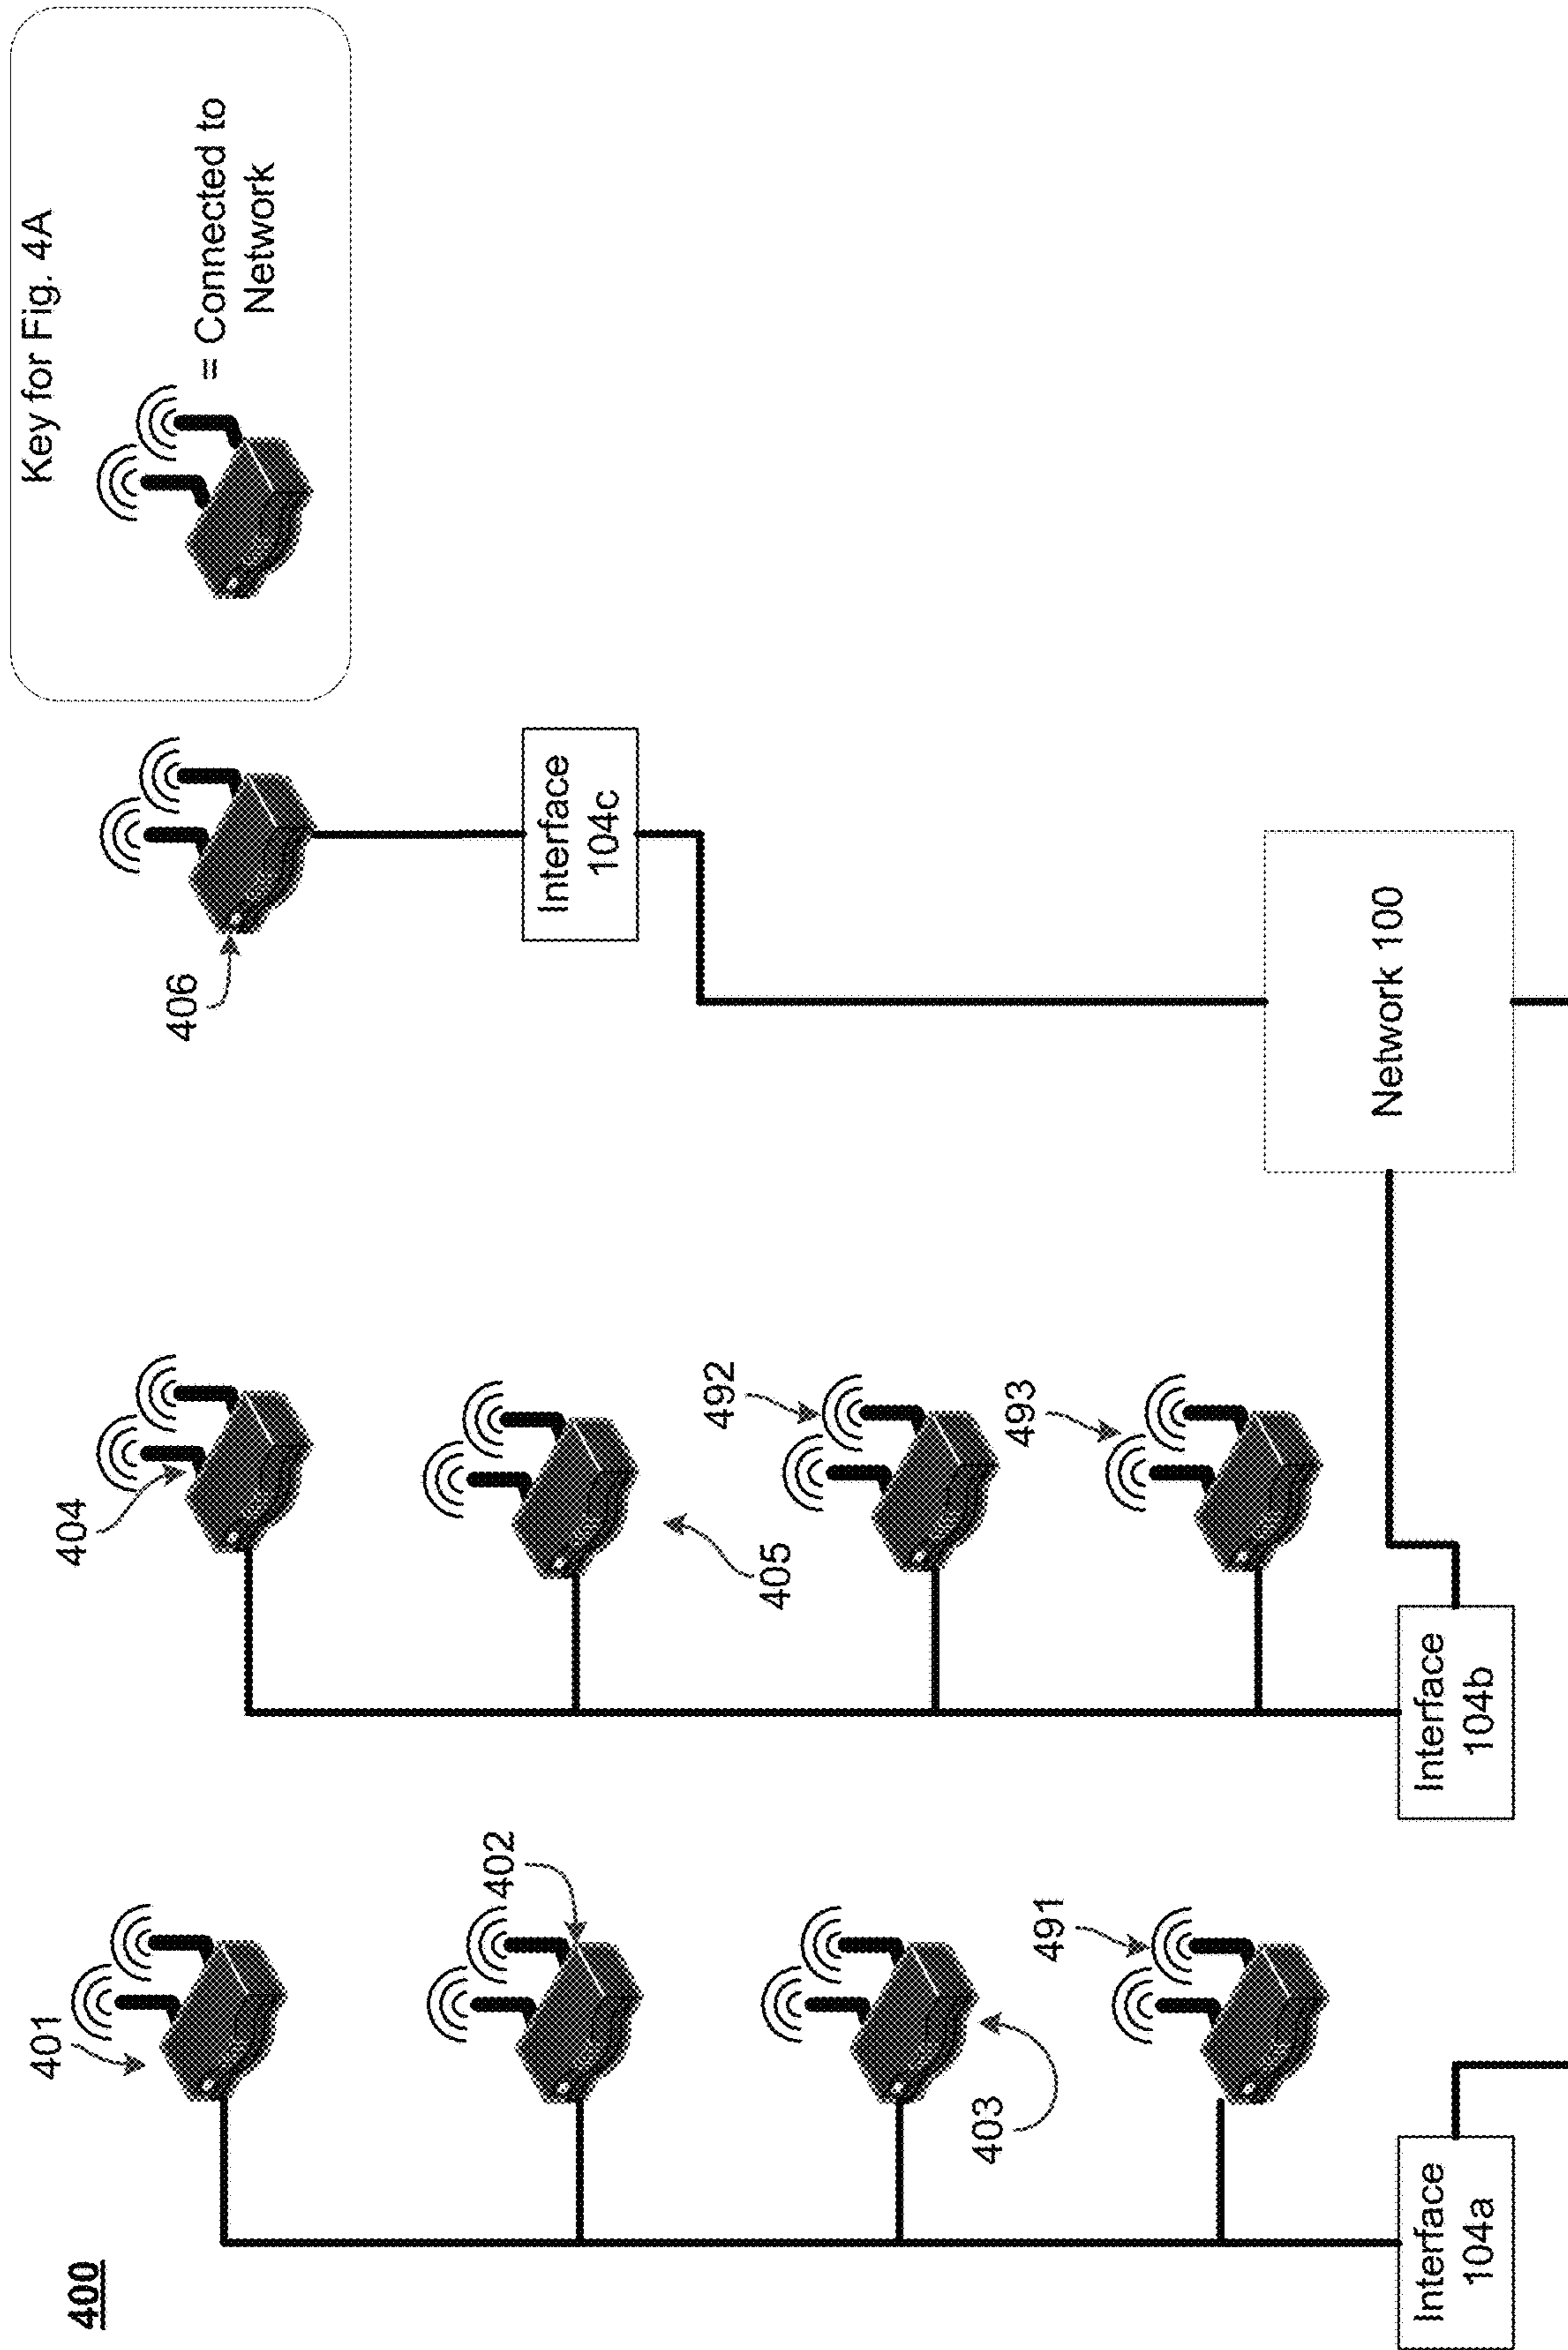 400
401
402
403
491
Interface
104a
404
405
492
493
Interface
104b
406
Interface
104c
Network 100
Key for Fig. 4A
= Connected to
Network